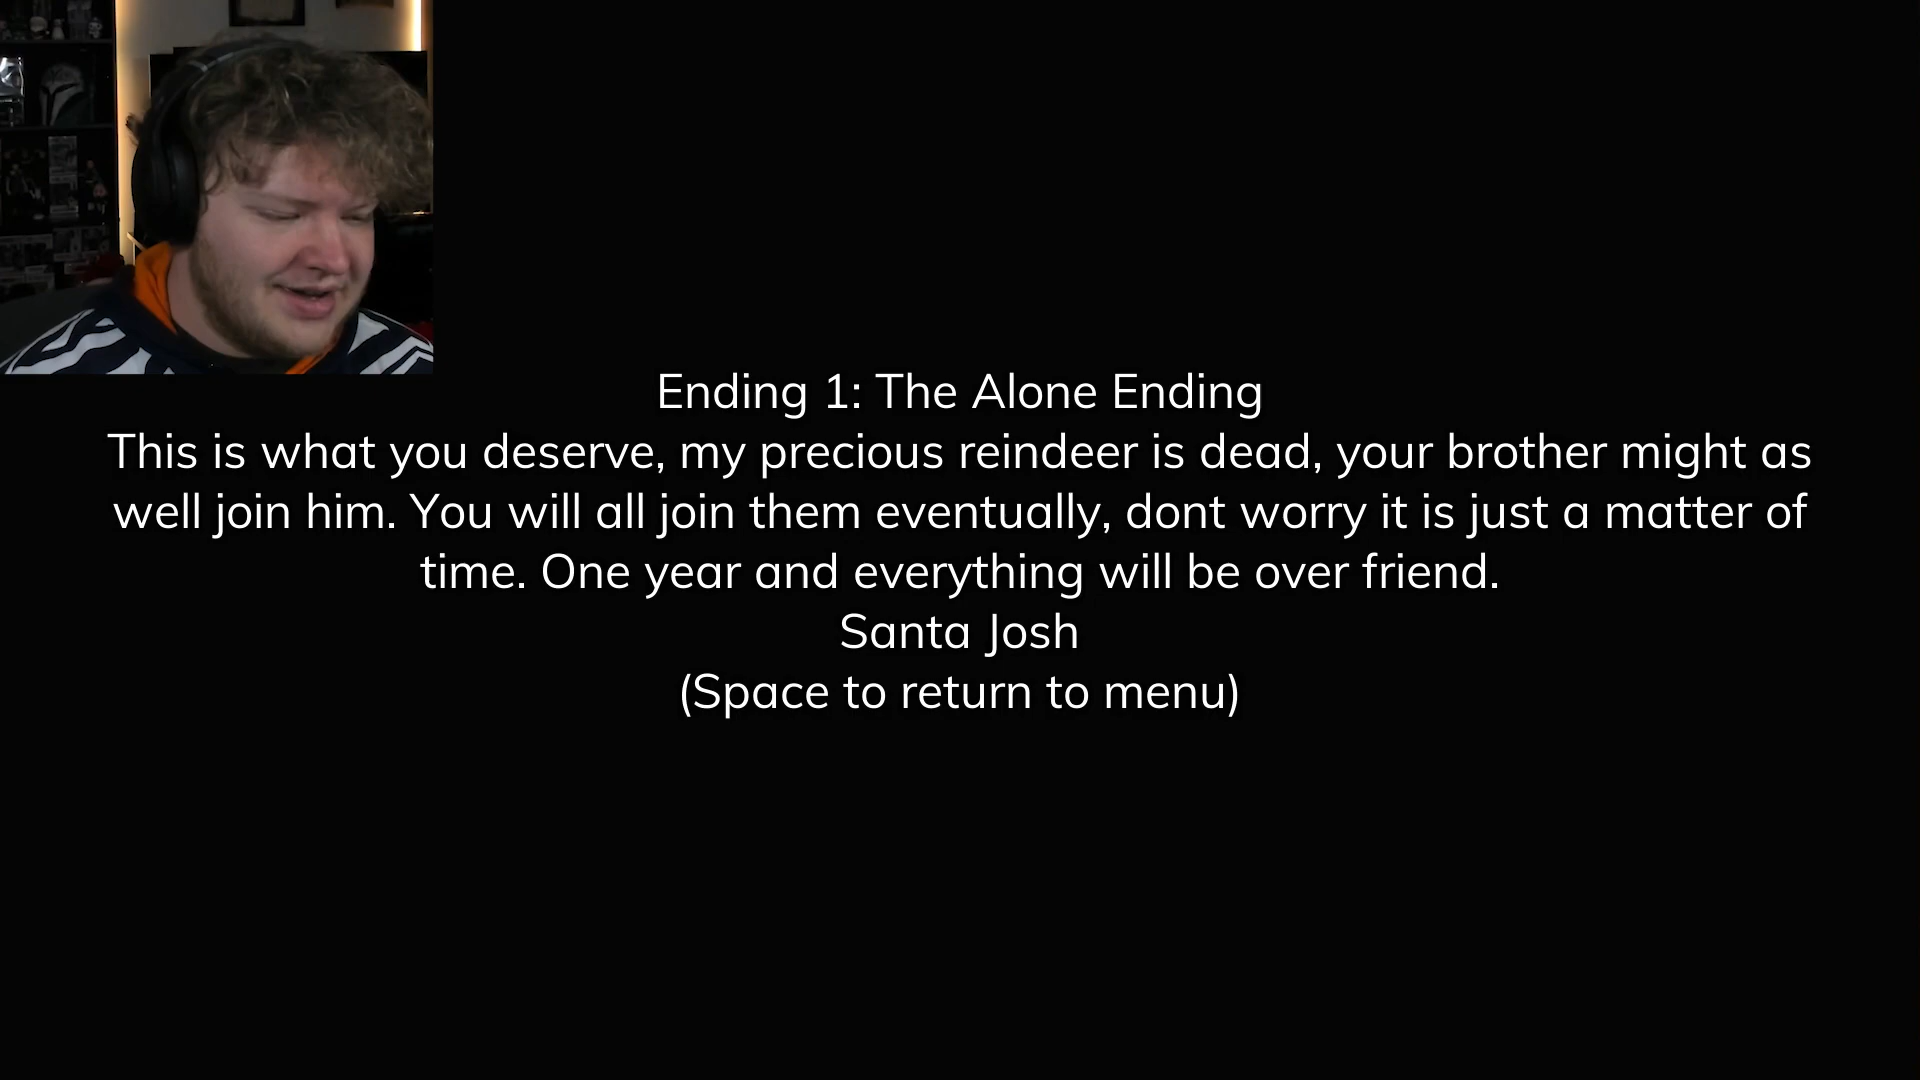 Ending 1: The Alone Ending
This is what you deserve, my precious reindeer is dead, your brother might as
well join him. You will all join them eventually, dont worry it is just a matter of
time. One year and everything will be over friend.
Santa Josh
(Space to return to menu)